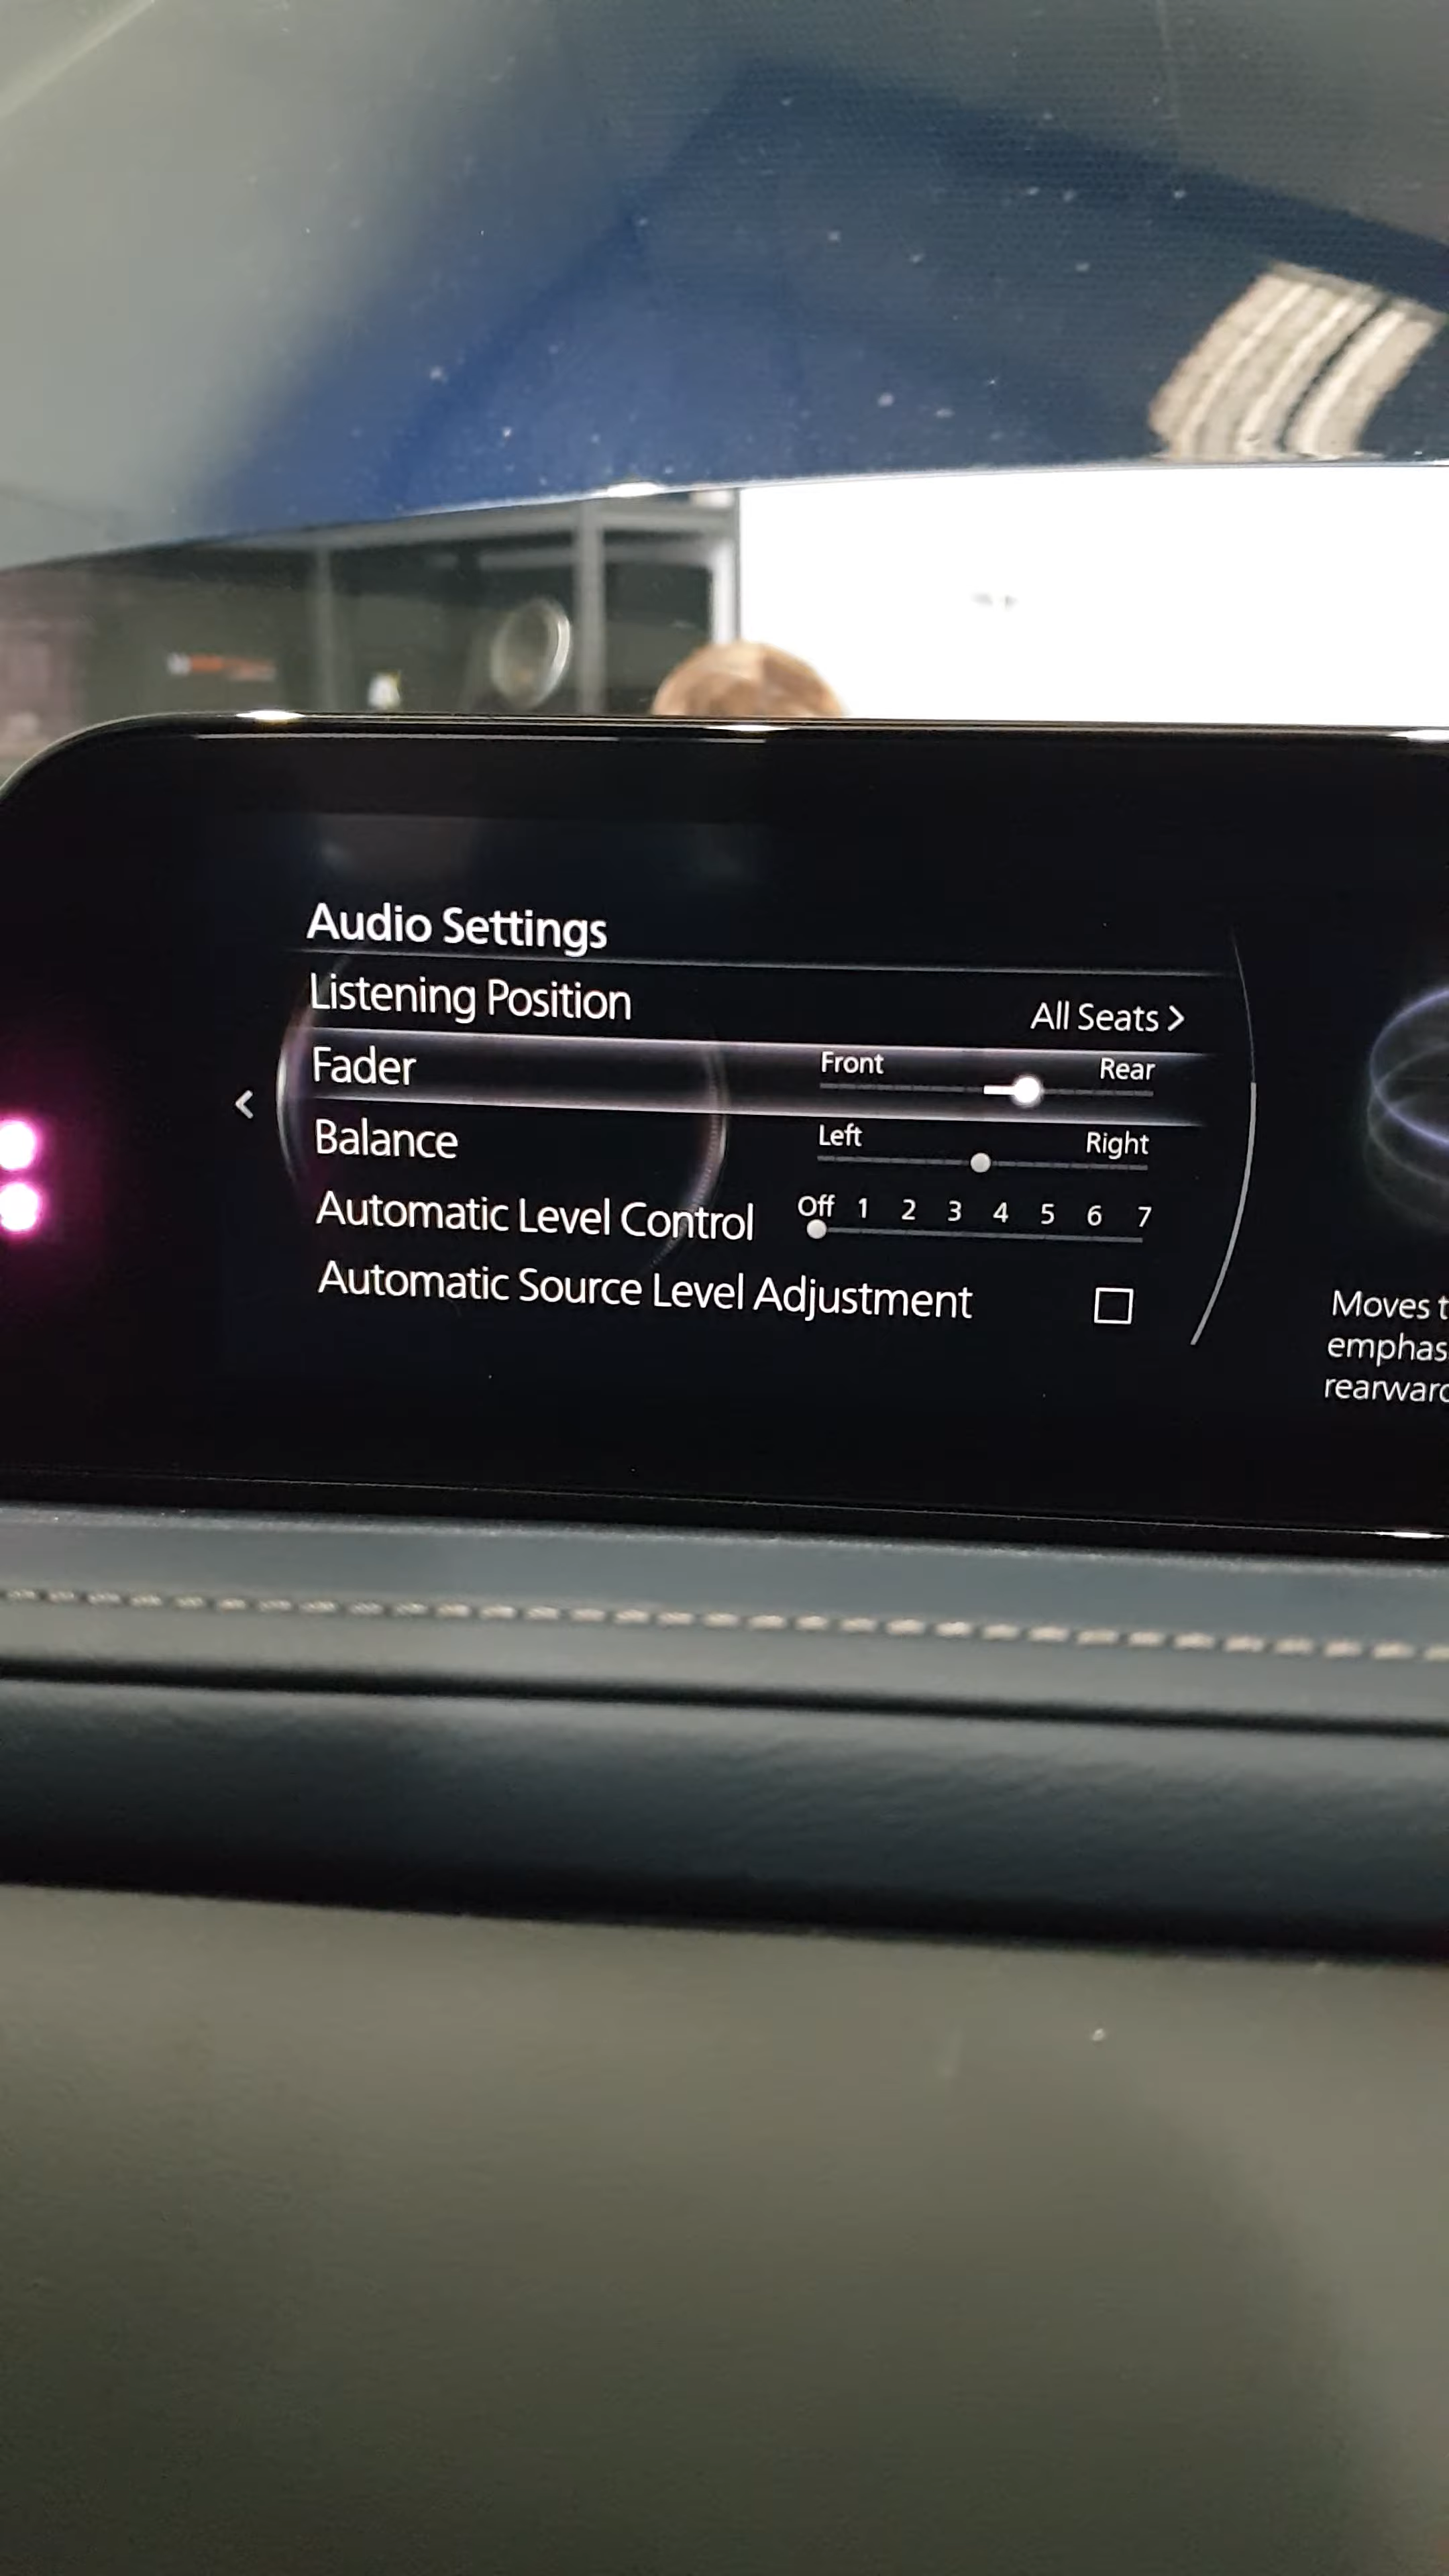 Audio Settings
Listening Position All Seats
Fader Front Rear
Balance Left Right
Automatic Level Control Off 1 2 3 4 5 6 7
Automatic Source Level Adjustment
Moves
emphas
rearward